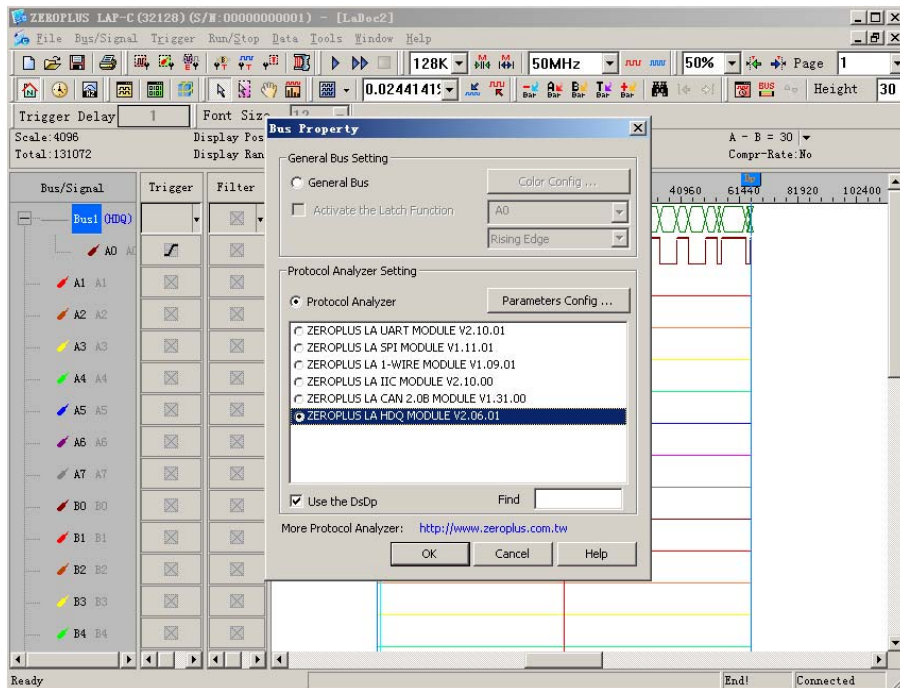 ZEROPLUS LAP-C(32128)(S/N:00000000001) - [LaDoc2]
File Bus/Signal Trigger Run/Stop Data Tools Window Help
128K 50MHz 50% Page 1
0.02441419 Bar Bar Bar Bar Bar BUS Height 30
Trigger Delay 1 Font Size 12
Scale:4096 Display Pos A - B = 30
Total:131072 Display Ran Compr-Rate:No
Bus/Signal Trigger Filter 40960 61440 81920 102400
Dp
Bus1 (HDQ)
A0 A0
A1 A1
A2 A2
A3 A3
A4 A4
A5 A5
A6 A6
A7 A7
B0 B0
B1 B1
B2 B2
B3 B3
B4 B4
Bus Property
General Bus Setting
General Bus Color Config ...
Activate the Latch Function A0
Rising Edge
Protocol Analyzer Setting
Protocol Analyzer Parameters Config ...
ZEROPLUS LA UART MODULE V2.10.01
ZEROPLUS LA SPI MODULE V1.11.01
ZEROPLUS LA 1-WIRE MODULE V1.09.01
ZEROPLUS LA IIC MODULE V2.10.00
ZEROPLUS LA CAN 2.0B MODULE V1.31.00
ZEROPLUS LA HDQ MODULE V2.06.01
Use the DsDp Find
More Protocol Analyzer: http://www.zeroplus.com.tw
OK Cancel Help
Ready End! Connected